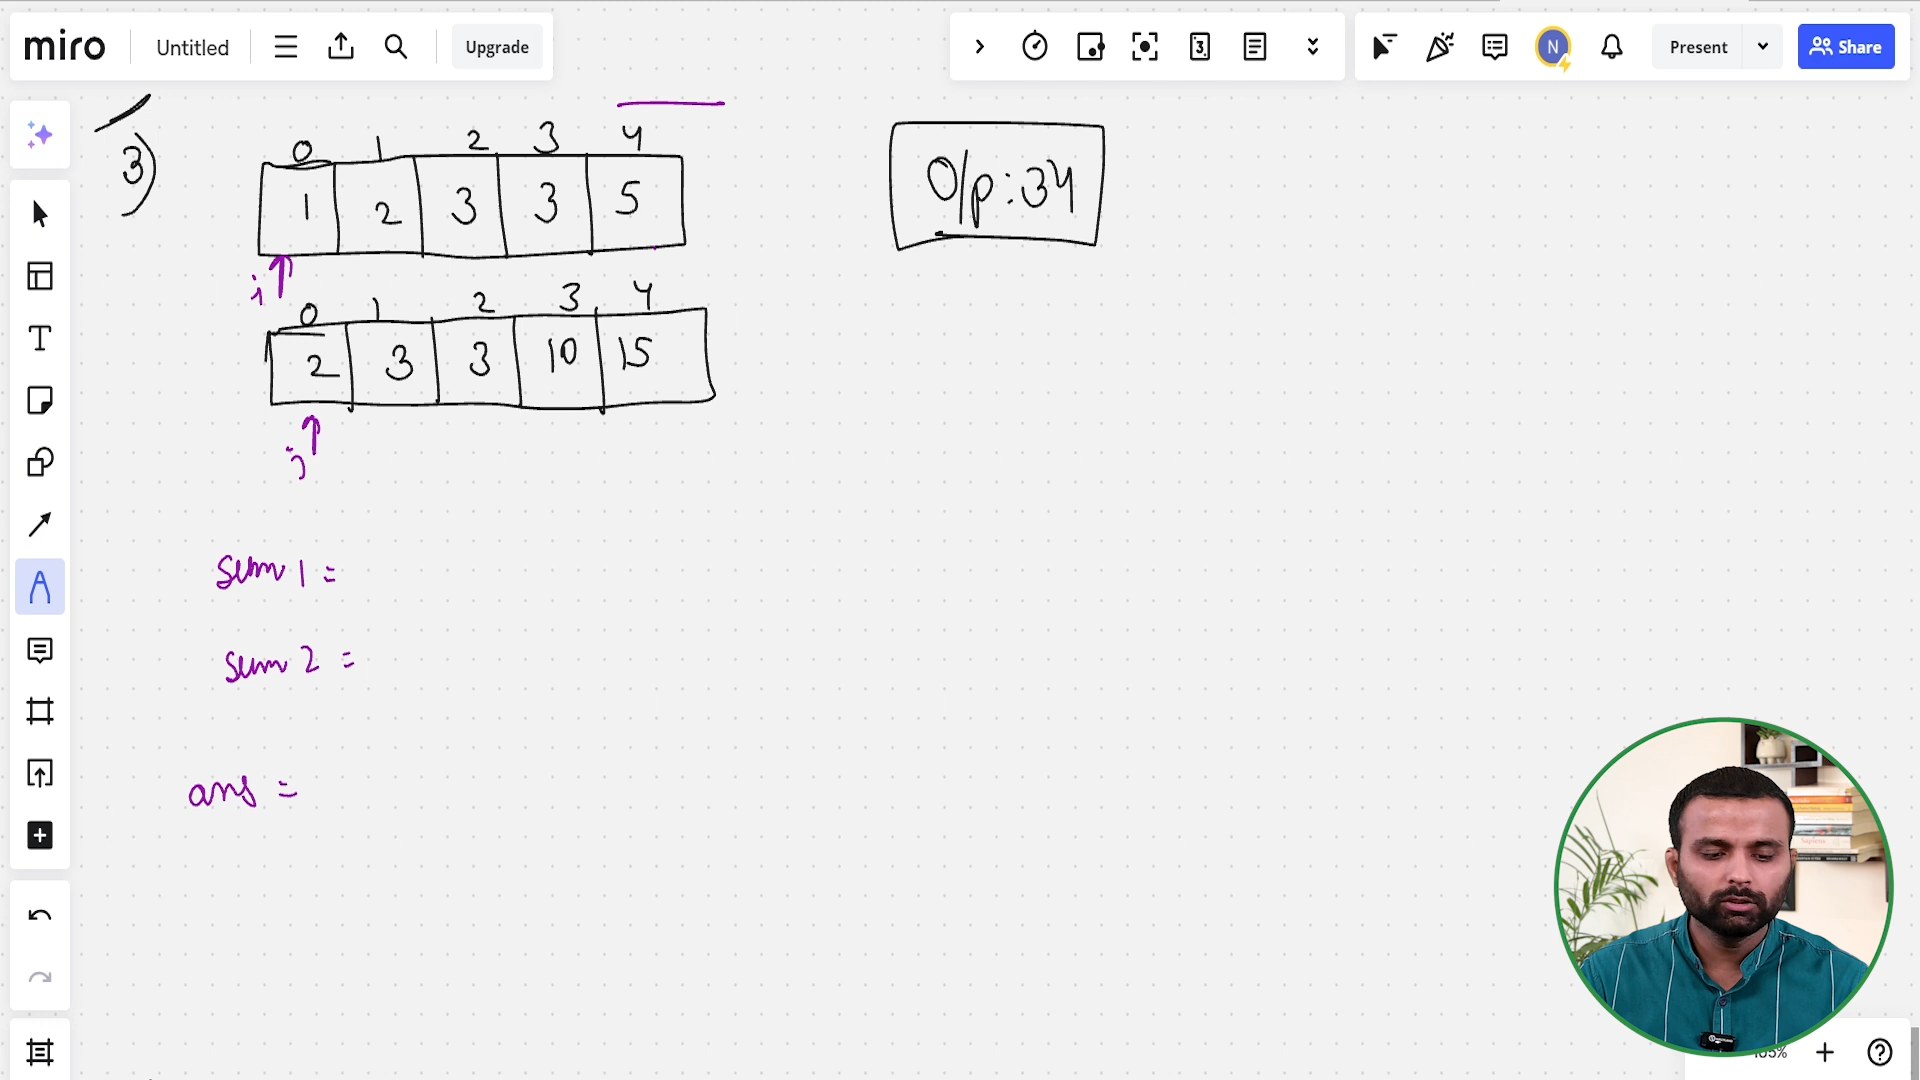 miro Untitled Upgrade Present Share
N
3)
0 1 2 3 4
1 2 3 3 5
i
0 1 2 3 4
2 3 3 10 15
j
O/p : 34
sum 1 =
sum 2 =
ans =